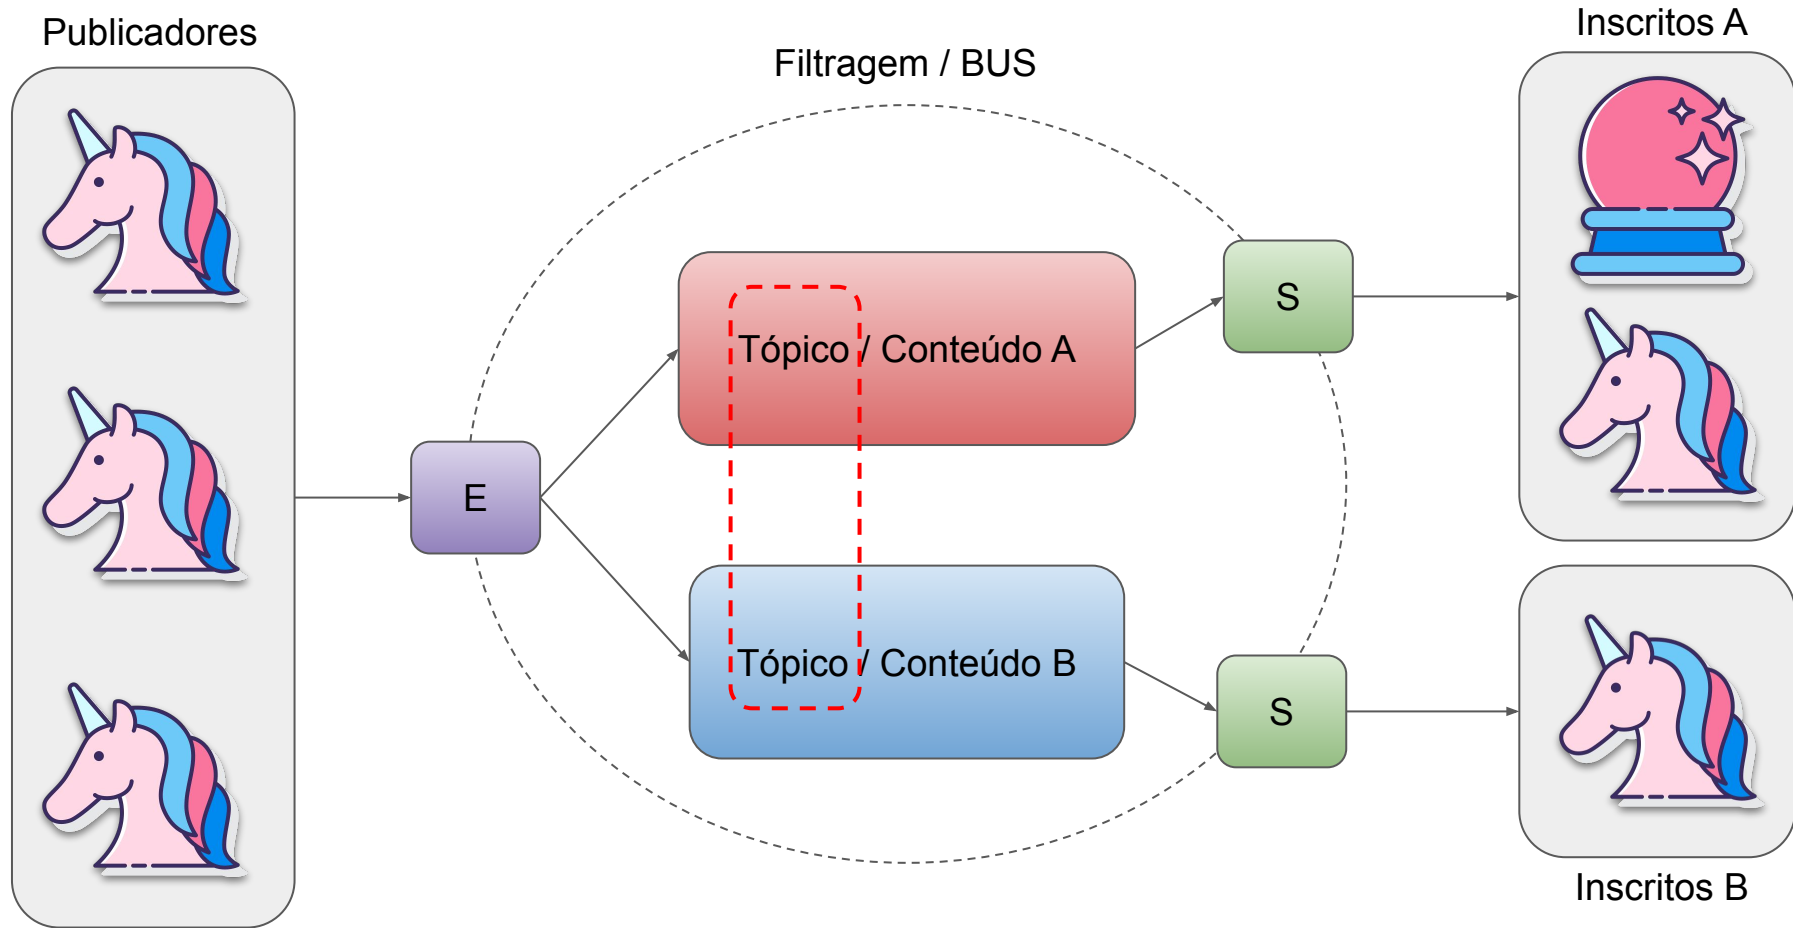 Publicadores
Filtragem / BUS
Inscritos A
Tópico / Conteúdo A
S
E
Tópico / Conteúdo B
S
Inscritos B